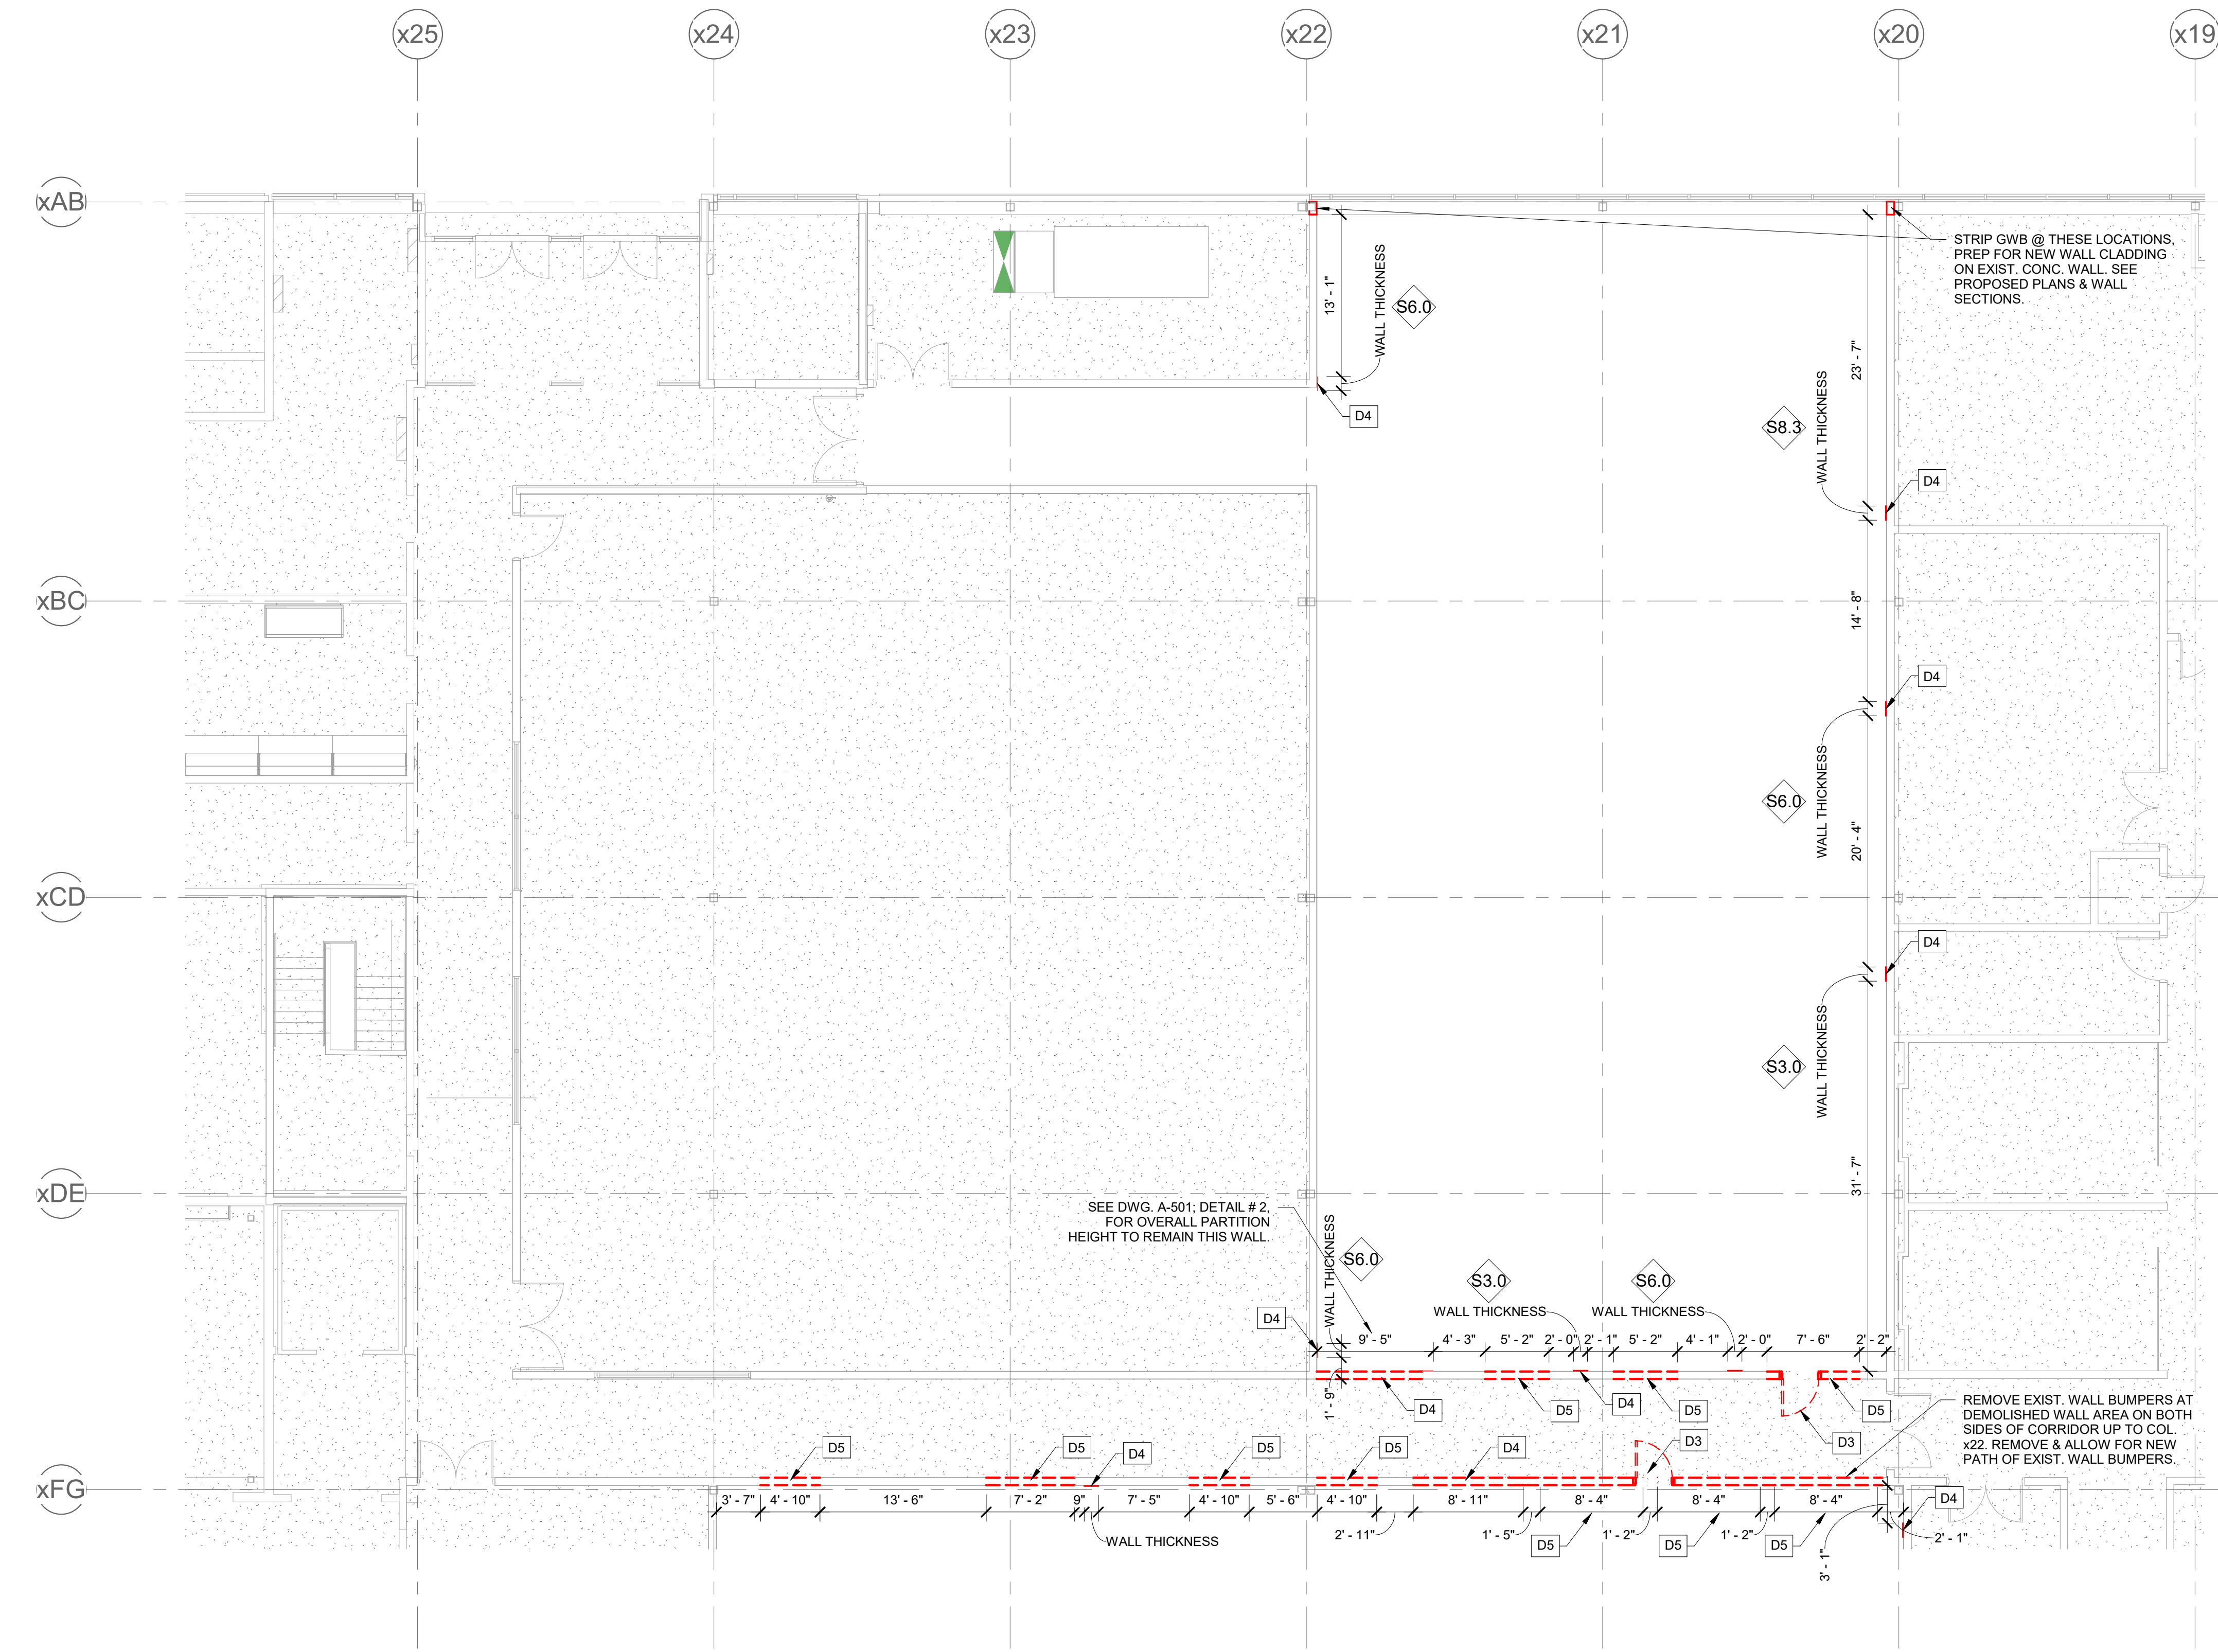 x25
x24
x23
x22
x21
x20
x19
xAB
STRIP GWB @ THESE LOCATIONS,
PREP FOR NEW WALL CLADDING
ON EXIST. CONC. WALL. SEE
PROPOSED PLANS & WALL
SECTIONS.
13' - 1"
WALL THICKNESS
S6.0
D4
23' - 7"
WALL THICKNESS
S8.3
D4
xBC
14' - 8"
D4
WALL THICKNESS
S6.0
20' - 4"
xCD
D4
WALL THICKNESS
S3.0
31' - 7"
xDE
SEE DWG. A-501; DETAIL # 2,
FOR OVERALL PARTITION
HEIGHT TO REMAIN THIS WALL.
WALL THICKNESS
S6.0
S3.0
S6.0
WALL THICKNESS
WALL THICKNESS
D4
9' - 5"
4' - 3"
5' - 2"
2' - 0"
2' - 1"
5' - 2"
4' - 1"
2' - 0"
7' - 6"
2' - 2"
1' - 9"
D4
D5
D4
D5
D3
D5
REMOVE EXIST. WALL BUMPERS AT
DEMOLISHED WALL AREA ON BOTH
SIDES OF CORRIDOR UP TO COL.
x22. REMOVE & ALLOW FOR NEW
PATH OF EXIST. WALL BUMPERS.
D5
D5
D4
D5
D5
D4
D3
xFG
3' - 7"
4' - 10"
13' - 6"
7' - 2"
9"
7' - 5"
4' - 10"
5' - 6"
4' - 10"
8' - 11"
8' - 4"
8' - 4"
8' - 4"
D4
WALL THICKNESS
2' - 11"
1' - 5"
D5
1' - 2"
D5
1' - 2"
D5
3' - 1"
2' - 1"